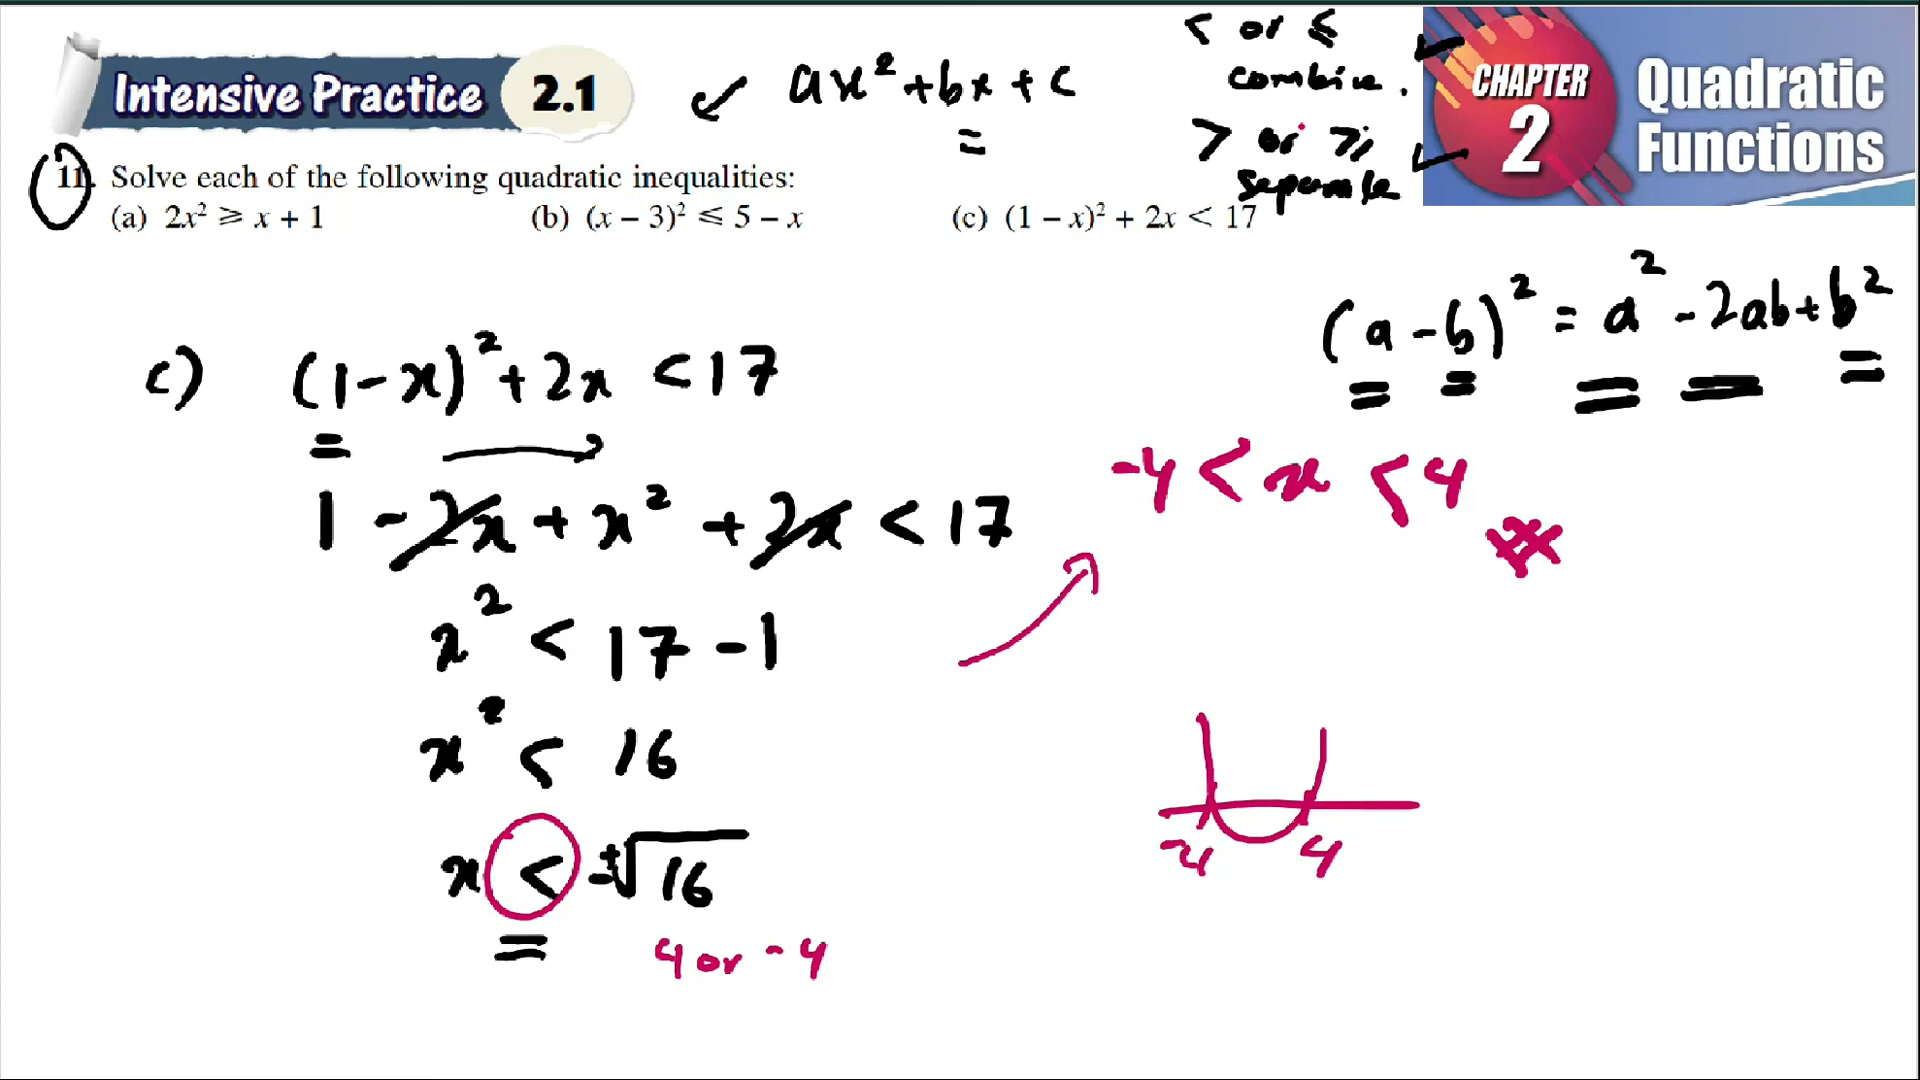 Intensive Practice 2.1
ax² + bx + c
< or ≤
combine.
> or ≥
separate
CHAPTER 2
Quadratic Functions
11. Solve each of the following quadratic inequalities:
(a) 2x² ≥ x + 1 (b) (x – 3)² ≤ 5 – x (c) (1 – x)² + 2x < 17
(a - b)² = a² - 2ab + b²
c) (1 - x)² + 2x < 17
1 - 2x + x² + 2x < 17
x² < 17 - 1
x² < 16
x < ±√16
4 or -4
-4 < x < 4
-4 4